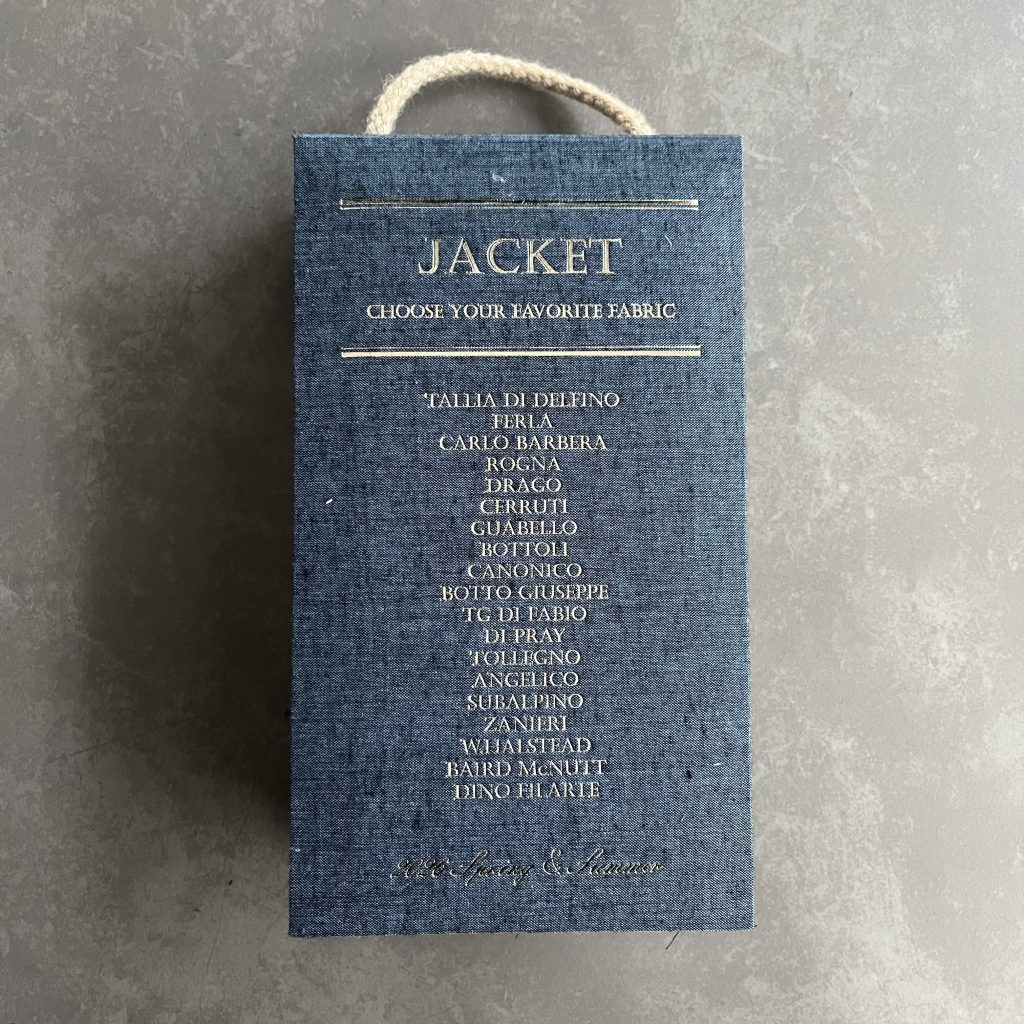 JACKET
CHOOSE YOUR FAVORITE FABRIC
TALLIA DI DELFINO
FERLA
CARLO BARBERA
ROGNA
DRAGO
CERRUTI
GUABELLO
BOTTOLI
CANONICO
BOTTO GIUSEPPE
TG DI FABIO
DI PRAY
TOLLEGNO
ANGELICO
SUBALPINO
ZANIERI
W.HALSTEAD
BAIRD McNUTT
DINO FILARTE
2026 Spring & Summer